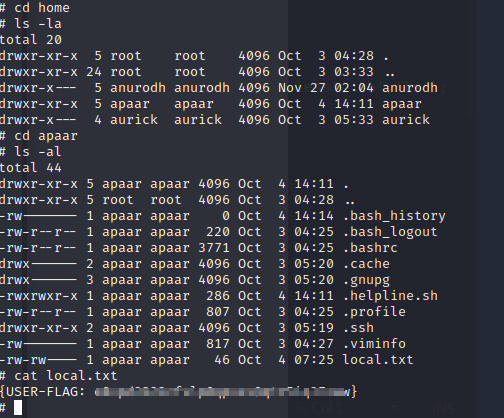 # cd home
# ls -la
total 20
drwxr-xr-x  5 root    root    4096 Oct  3 04:28 .
drwxr-xr-x 24 root    root    4096 Oct  3 03:33 ..
drwxr-x---  5 anurodh anurodh 4096 Nov 27 02:04 anurodh
drwxr-xr-x  5 apaar   apaar   4096 Oct  4 14:11 apaar
drwxr-x---  4 aurick  aurick  4096 Oct  3 05:33 aurick
# cd apaar
# ls -al
total 44
drwxr-xr-x 5 apaar apaar 4096 Oct  4 14:11 .
drwxr-xr-x 5 root  root  4096 Oct  3 04:28 ..
-rw------- 1 apaar apaar    0 Oct  4 14:14 .bash_history
-rw-r--r-- 1 apaar apaar  220 Oct  3 04:25 .bash_logout
-rw-r--r-- 1 apaar apaar 3771 Oct  3 04:25 .bashrc
drwx------ 2 apaar apaar 4096 Oct  3 05:20 .cache
drwx------ 3 apaar apaar 4096 Oct  3 05:20 .gnupg
-rwxrwxr-x 1 apaar apaar  286 Oct  4 14:11 .helpline.sh
-rw-r--r-- 1 apaar apaar  807 Oct  3 04:25 .profile
drwxr-xr-x 2 apaar apaar 4096 Oct  3 05:19 .ssh
-rw------- 1 apaar apaar  817 Oct  3 04:27 .viminfo
-rw-rw---- 1 apaar apaar   46 Oct  4 07:25 local.txt
# cat local.txt
{USER-FLAG: }
#